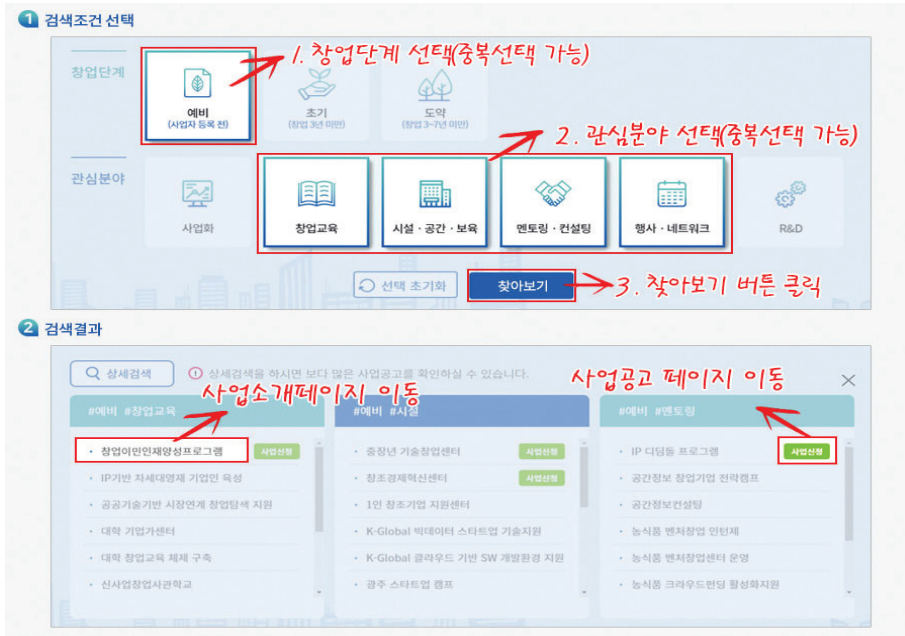 1 검색조건 선택
창업단계
1. 창업단계 선택(중복선택 가능)
예비
(사업자 등록 전)
초기
(창업 3년 미만)
도약
(창업 3~7년 미만)
2. 관심분야 선택(중복선택 가능)
관심분야
사업화
창업교육
시설 · 공간 · 보육
멘토링 · 컨설팅
행사 · 네트워크
R&D
선택 초기화
찾아보기
3. 찾아보기 버튼 클릭
2 검색결과
상세검색
상세검색을 하시면 보다 많은 사업공고를 확인하실 수 있습니다.
사업소개페이지 이동
사업공고 페이지 이동
#예비 #창업교육
· 창업이민인재양성프로그램 사업신청
· IP기반 차세대영재 기업인 육성
· 공공기술기반 시장연계 창업탐색 지원
· 대학 기업가센터
· 대학 창업교육 체제 구축
· 신사업창업사관학교
#예비 #시설
· 중장년 기술창업센터 사업신청
· 창조경제혁신센터 사업신청
· 1인 창조기업 지원센터
· K-Global 빅데이터 스타트업 기술지원
· K-Global 클라우드 기반 SW 개발환경 지원
· 광주 스타트업 캠프
#예비 #멘토링
· IP 디딤돌 프로그램 사업신청
· 공간정보 창업기업 전략캠프
· 공간정보컨설팅
· 농식품 벤처창업 인턴제
· 농식품 벤처창업센터 운영
· 농식품 크라우드펀딩 활성화지원